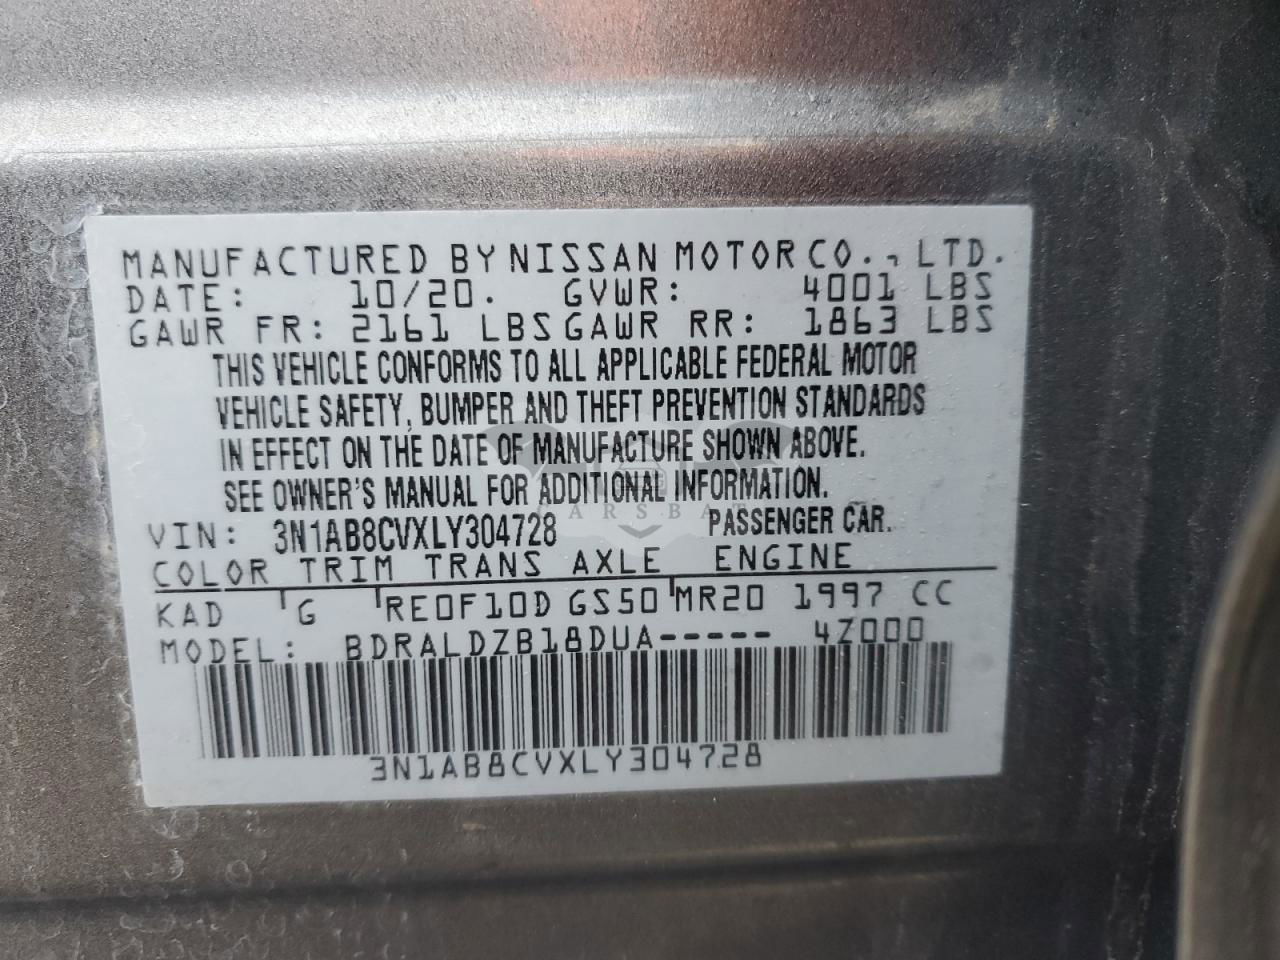 MANUFACTURED BY NISSAN MOTOR CO., LTD.
DATE: 10/20. GVWR: 4001 LBS
GAWR FR: 2161 LBS GAWR RR: 1863 LBS
THIS VEHICLE CONFORMS TO ALL APPLICABLE FEDERAL MOTOR
VEHICLE SAFETY, BUMPER AND THEFT PREVENTION STANDARDS
IN EFFECT ON THE DATE OF MANUFACTURE SHOWN ABOVE.
SEE OWNER'S MANUAL FOR ADDITIONAL INFORMATION.
CARSBAT
VIN: 3N1AB8CVXLY304728 PASSENGER CAR.
COLOR TRIM TRANS AXLE ENGINE
KAD G RE0F10D GS50 MR20 1997 CC
MODEL: BDRALDZB18DUA----- 4Z000
3N1AB8CVXLY304728